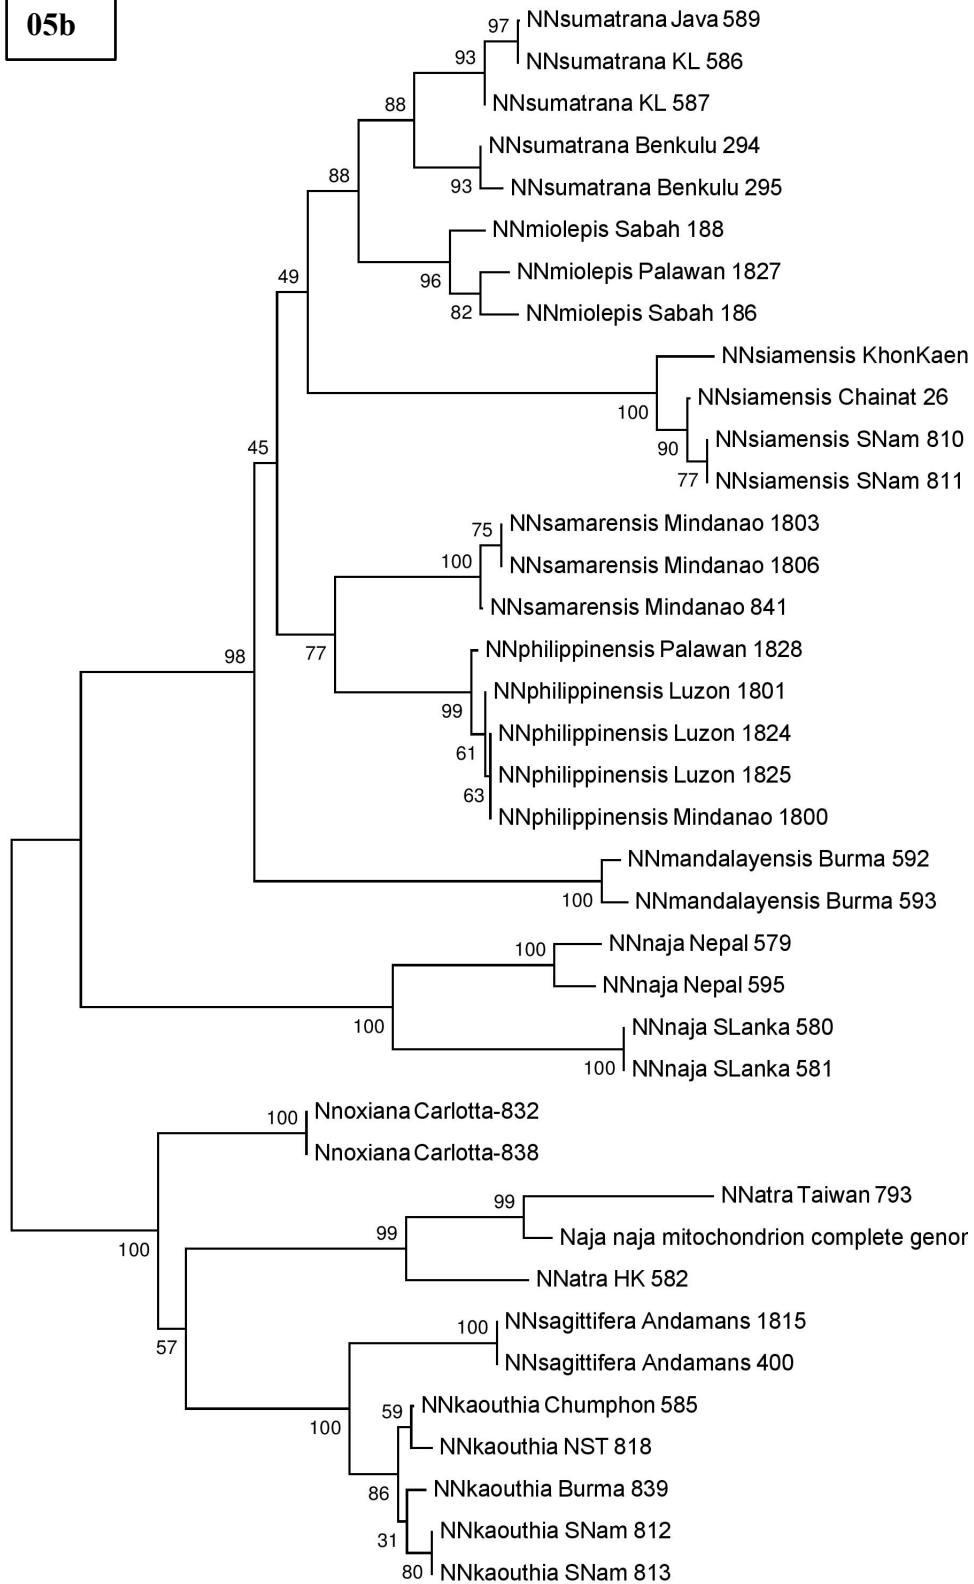 05b
NNsumatrana Java 589
97
NNsumatrana KL 586
93
NNsumatrana KL 587
88
NNsumatrana Benkulu 294
88
93
NNsumatrana Benkulu 295
NNmiolepis Sabah 188
49
96
NNmiolepis Palawan 1827
82
NNmiolepis Sabah 186
NNsiamensis KhonKaen
100
NNsiamensis Chainat 26
45
90
NNsiamensis SNam 810
77
NNsiamensis SNam 811
75
NNsamarensis Mindanao 1803
100
NNsamarensis Mindanao 1806
NNsamarensis Mindanao 841
98
77
NNphilippinensis Palawan 1828
99
NNphilippinensis Luzon 1801
61
NNphilippinensis Luzon 1824
63
NNphilippinensis Luzon 1825
NNphilippinensis Mindanao 1800
NNmandalayensis Burma 592
100
NNmandalayensis Burma 593
100
NNnaja Nepal 579
NNnaja Nepal 595
100
NNnaja SLanka 580
100
NNnaja SLanka 581
100
Nnoxiana Carlotta-832
Nnoxiana Carlotta-838
99
NNatra Taiwan 793
99
Naja naja mitochondrion complete genor
100
NNatra HK 582
57
100
NNsagittifera Andamans 1815
NNsagittifera Andamans 400
100
59
NNkaouthia Chumphon 585
NNkaouthia NST 818
86
NNkaouthia Burma 839
31
NNkaouthia SNam 812
80
NNkaouthia SNam 813